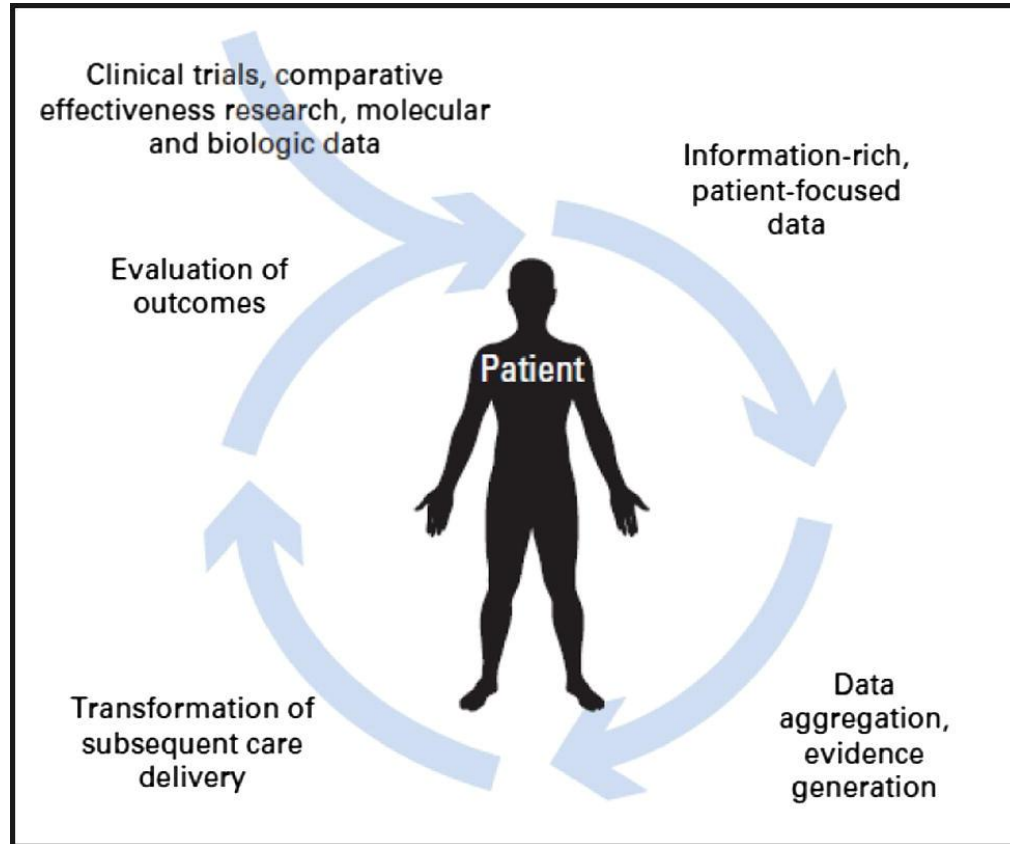 Clinical trials, comparative
effectiveness research, molecular
and biologic data
Information-rich,
patient-focused
data
Evaluation of
outcomes
Patient
Transformation of
subsequent care
delivery
Data
aggregation,
evidence
generation